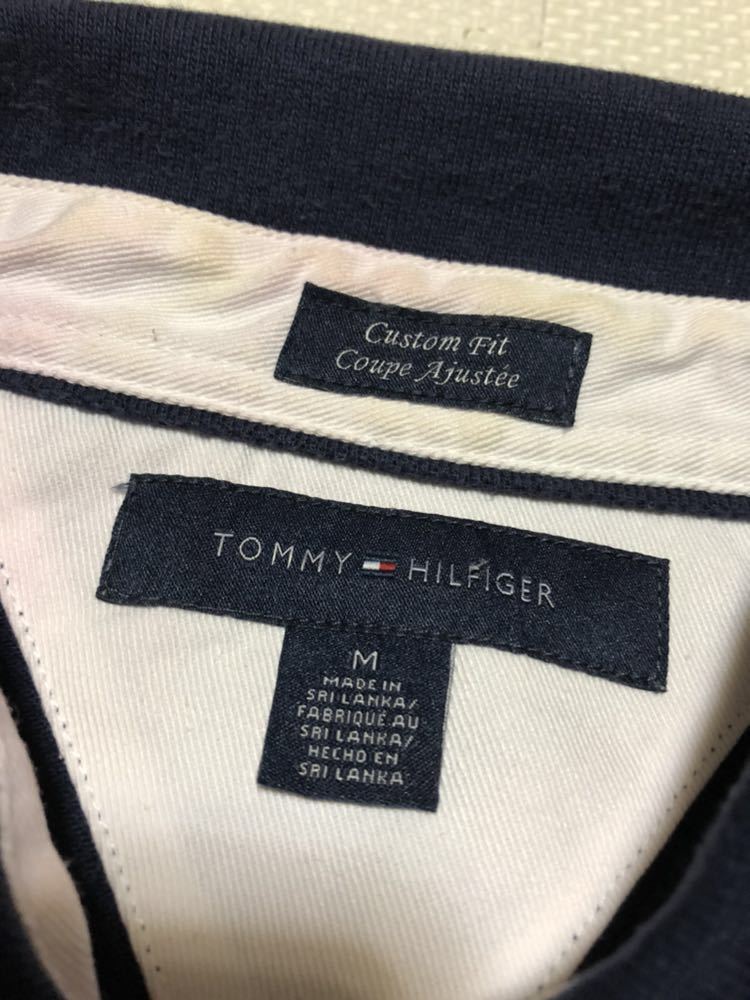 Custom Fit
Coupe Ajustée
TOMMY HILFIGER
M
MADE IN
SRI LANKA/
FABRIQUÉ AU
SRI LANKA/
HECHO EN
SRI LANKA